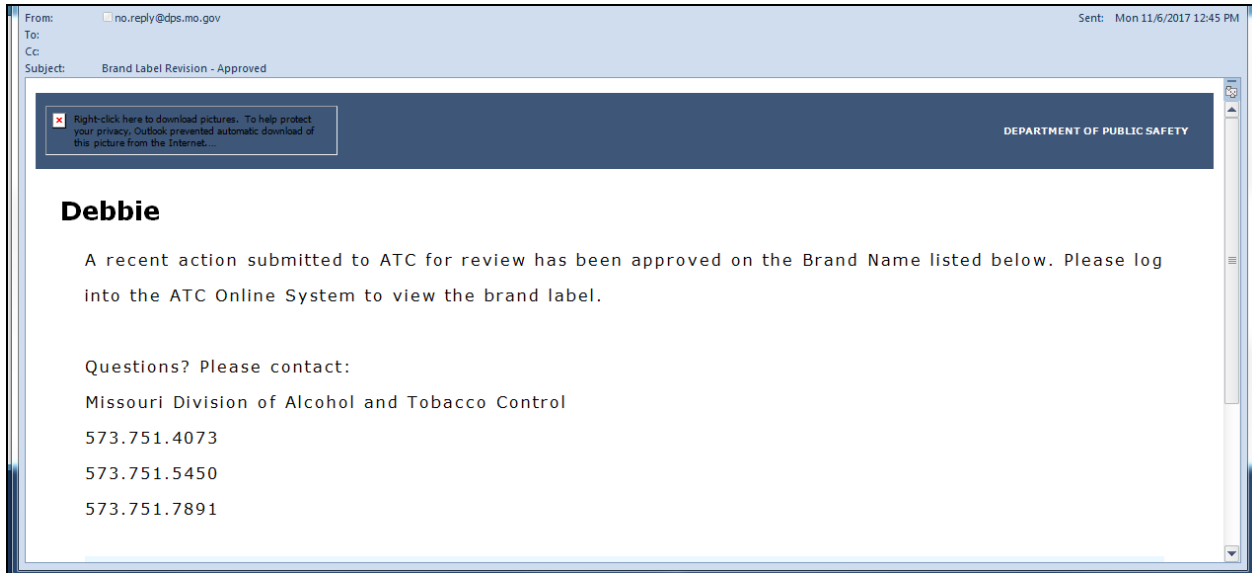 From: no.reply@dps.mo.gov Sent: Mon 11/6/2017 12:45 PM
To:
Cc:
Subject: Brand Label Revision - Approved
Right-click here to download pictures. To help protect
your privacy, Outlook prevented automatic download of
this picture from the Internet....
DEPARTMENT OF PUBLIC SAFETY
Debbie
A recent action submitted to ATC for review has been approved on the Brand Name listed below. Please log
into the ATC Online System to view the brand label.
Questions? Please contact:
Missouri Division of Alcohol and Tobacco Control
573.751.4073
573.751.5450
573.751.7891